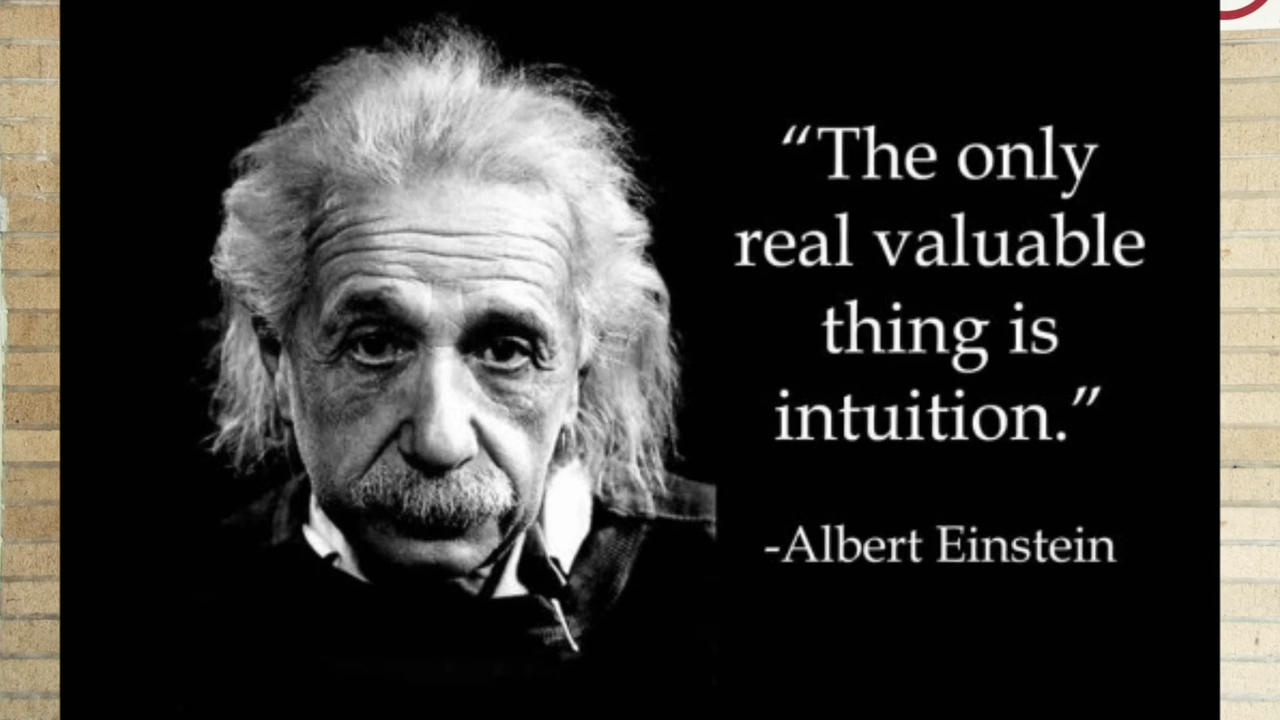 “The only
real valuable
thing is
intuition.”
-Albert Einstein